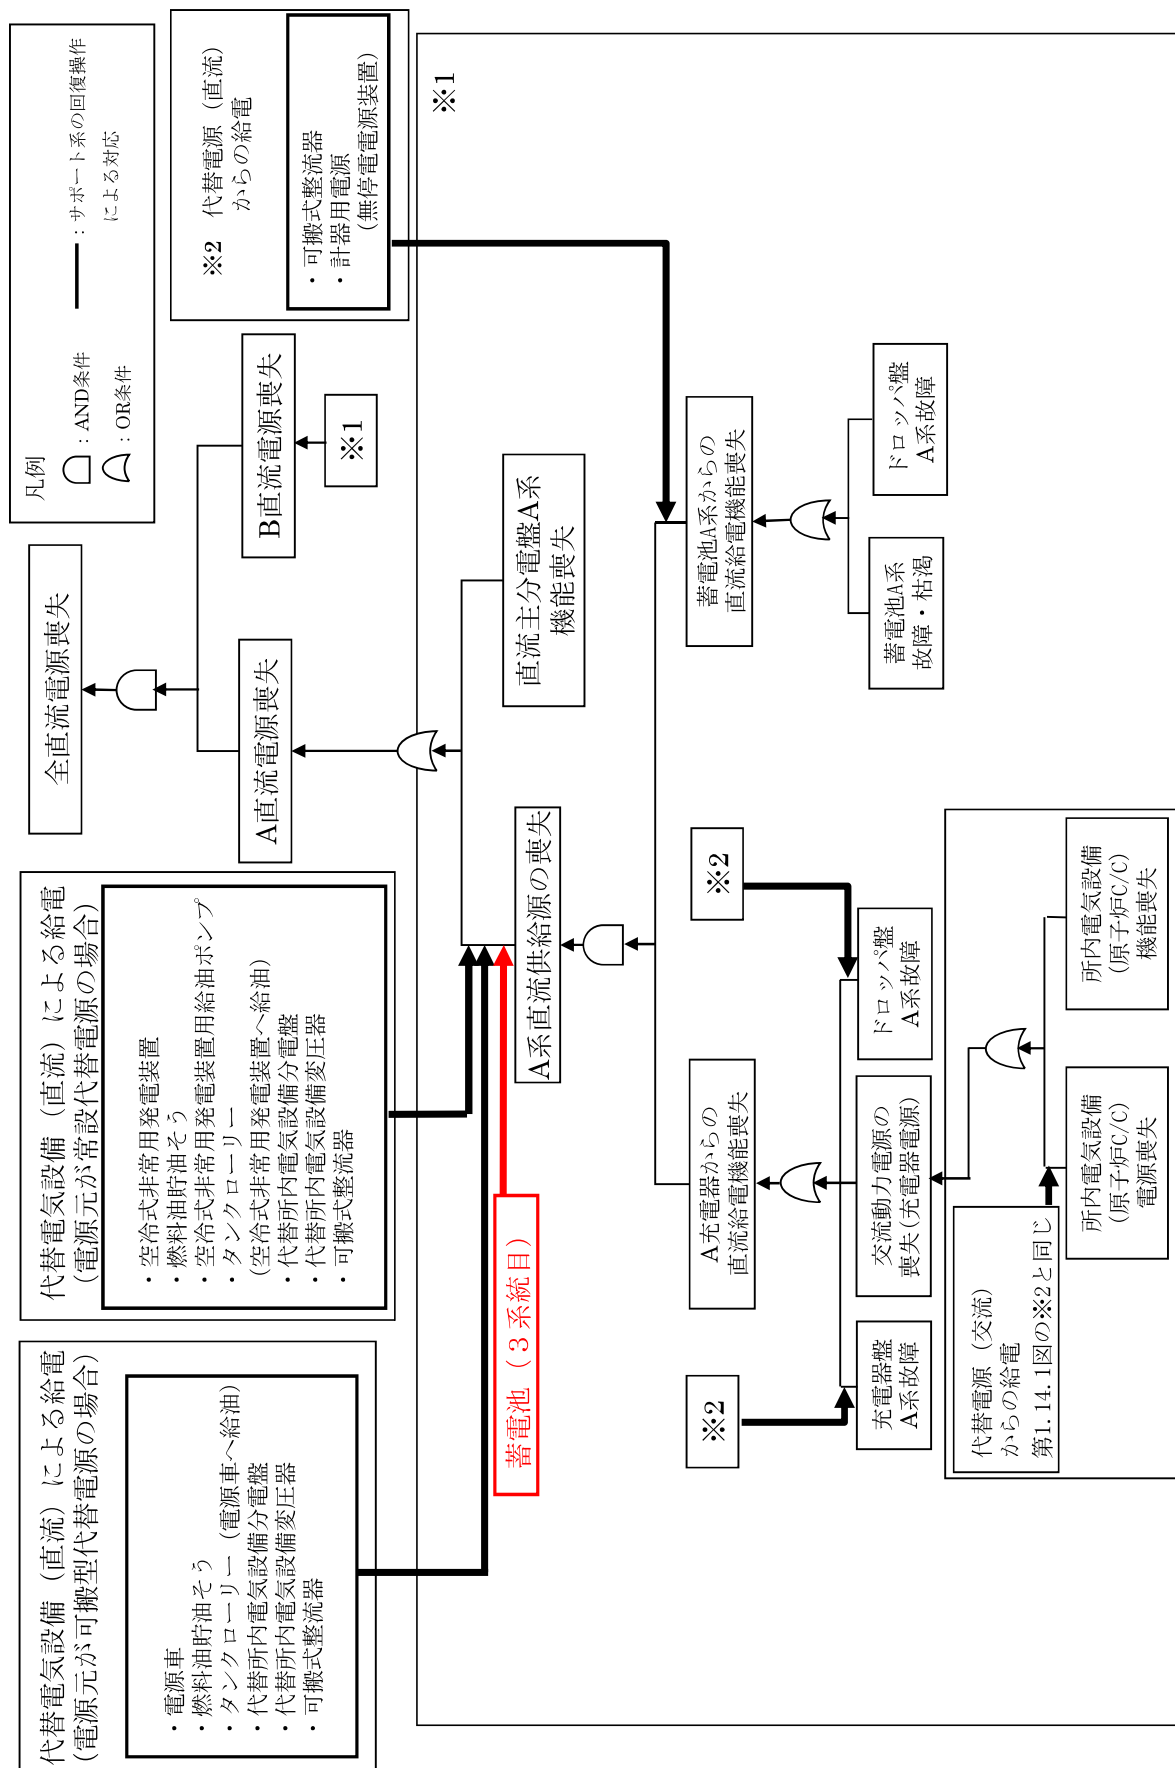 代替電気設備（直流）による給電
(電源元が可搬型代替電源の場合)
・電源車
・燃料油貯油そう
・タンクローリー（電源車へ給油)
・代替所内電気設備分電盤
・代替所内電気設備変圧器
・可搬式整流器
代替電気設備（直流）による給電
(電源元が常設代替電源の場合)
・空冷式非常用発電装置
・燃料油貯油そう
・空冷式非常用発電装置用給油ポンプ
・タンクローリー
(空冷式非常用発電装置へ給油)
・代替所内電気設備分電盤
・代替所内電気設備変圧器
・可搬式整流器
全直流電源喪失
A直流電源喪失
B直流電源喪失
※1
凡例
：AND条件
：OR条件
：サポート系の回復操作
による対応
※2　代替電源（直流）
からの給電
・可搬式整流器
・計器用電源
(無停電電源装置)
※1
蓄電池（３系統目）
A系直流供給源の喪失
直流主分電盤A系
機能喪失
※2
※2
A充電器からの
直流給電機能喪失
蓄電池A系からの
直流給電機能喪失
充電器盤
A系故障
交流動力電源の
喪失(充電器電源)
ドロッパ盤
A系故障
蓄電池A系
故障・枯渇
ドロッパ盤
A系故障
代替電源（交流）
からの給電
第1.14.1図の※2と同じ
所内電気設備
(原子炉C/C)
電源喪失
所内電気設備
(原子炉C/C)
機能喪失